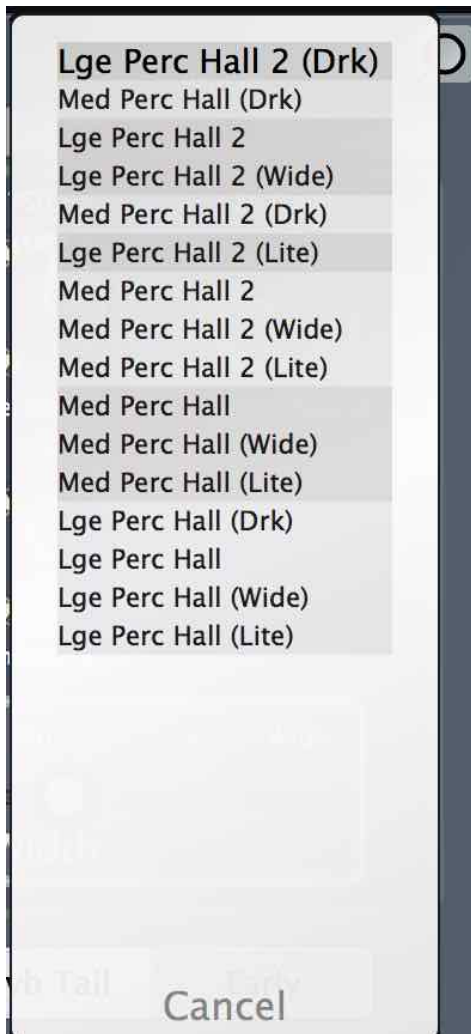 Lge Perc Hall 2 (Drk)
Med Perc Hall (Drk)
Lge Perc Hall 2
Lge Perc Hall 2 (Wide)
Med Perc Hall 2 (Drk)
Lge Perc Hall 2 (Lite)
Med Perc Hall 2
Med Perc Hall 2 (Wide)
Med Perc Hall 2 (Lite)
Med Perc Hall
Med Perc Hall (Wide)
Med Perc Hall (Lite)
Lge Perc Hall (Drk)
Lge Perc Hall
Lge Perc Hall (Wide)
Lge Perc Hall (Lite)
Tail Early
Cancel